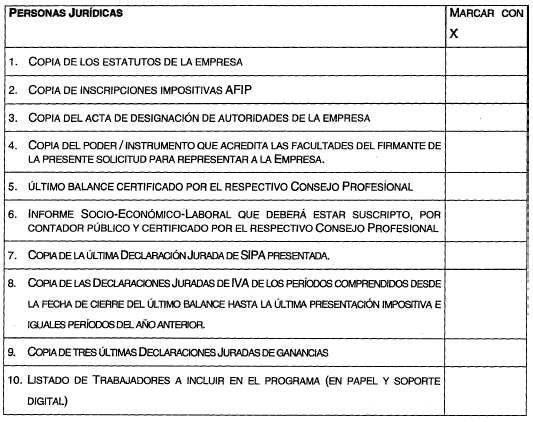 PERSONAS JURÍDICAS
MARCAR CON
X
1. COPIA DE LOS ESTATUTOS DE LA EMPRESA
2. COPIA DE INSCRIPCIONES IMPOSITIVAS AFIP
3. COPIA DEL ACTA DE DESIGNACIÓN DE AUTORIDADES DE LA EMPRESA
4. COPIA DEL PODER / INSTRUMENTO QUE ACREDITA LAS FACULTADES DEL FIRMANTE DE
LA PRESENTE SOLICITUD PARA REPRESENTAR A LA EMPRESA.
5. ÚLTIMO BALANCE CERTIFICADO POR EL RESPECTIVO CONSEJO PROFESIONAL
6. INFORME SOCIO-ECONÓMICO-LABORAL QUE DEBERÁ ESTAR SUSCRIPTO, POR
CONTADOR PÚBLICO Y CERTIFICADO POR EL RESPECTIVO CONSEJO PROFESIONAL
7. COPIA DE LA ÚLTIMA DECLARACIÓN JURADA DE SIPA PRESENTADA.
8. COPIA DE LAS DECLARACIONES JURADAS DE IVA DE LOS PERÍODOS COMPRENDIDOS DESDE
LA FECHA DE CIERRE DEL ÚLTIMO BALANCE HASTA LA ÚLTIMA PRESENTACIÓN IMPOSITIVA E
IGUALES PERÍODOS DEL AÑO ANTERIOR.
9. COPIA DE TRES ÚLTIMAS DECLARACIONES JURADAS DE GANANCIAS
10. LISTADO DE TRABAJADORES A INCLUIR EN EL PROGRAMA (EN PAPEL Y SOPORTE
DIGITAL)